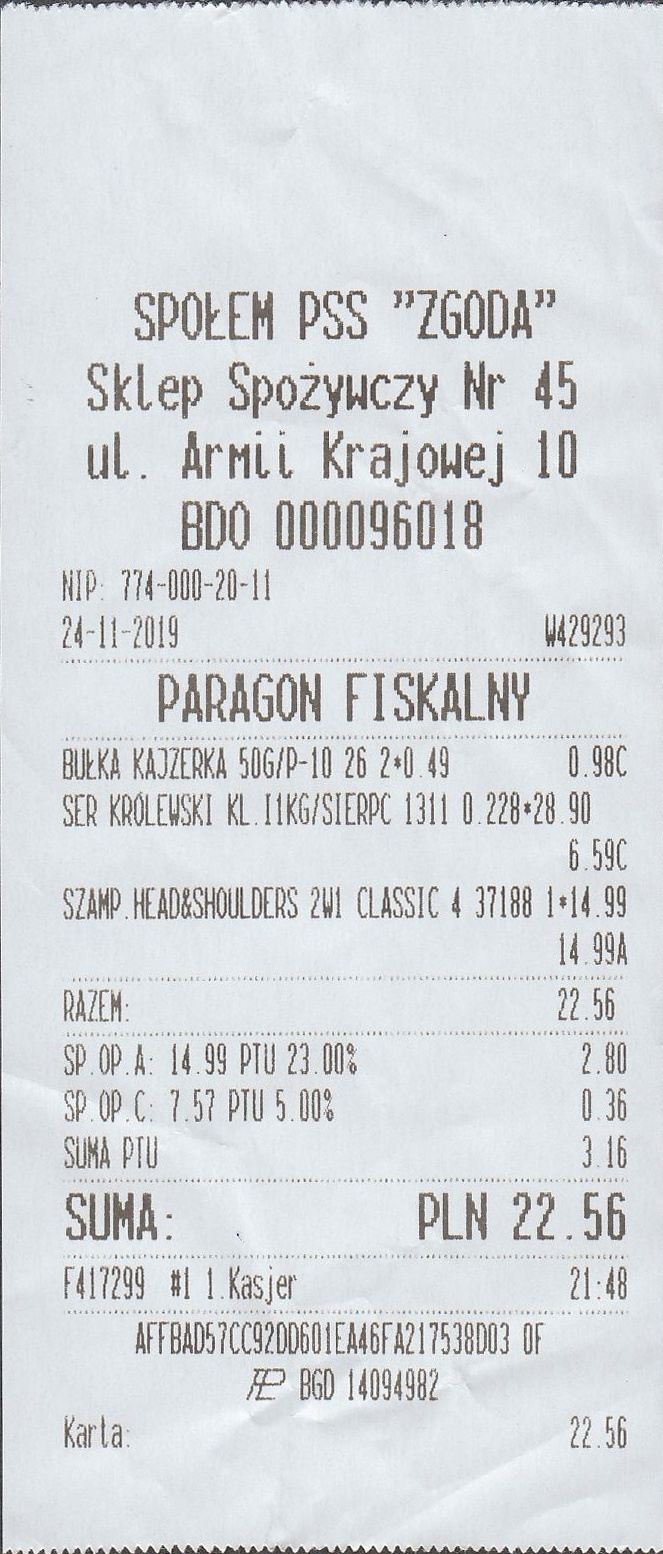 SPOŁEM PSS "ZGODA"
Sklep Spożywczy Nr 45
ul. Armii Krajowej 10
BDO 000096018
NIP: 774-000-20-11
24-11-2019 W429293
PARAGON FISKALNY
BUŁKA KAJZERKA 50G/P-10 26 2*0.49 0.98C
SER KRÓLEWSKI KL.I1KG/SIERPC 1311 0.228*28.90
6.59C
SZAMP.HEAD&SHOULDERS 2W1 CLASSIC 4 37188 1*14.99
14.99A
RAZEM: 22.56
SP.OP.A: 14.99 PTU 23.00% 2.80
SP.OP.C: 7.57 PTU 5.00% 0.36
SUMA PTU 3.16
SUMA: PLN 22.56
F417299 #1 1.Kasjer 21:48
AFFBAD57CC92DD601EA46FA217538D03 0F
BGD 14094982
Karta: 22.56